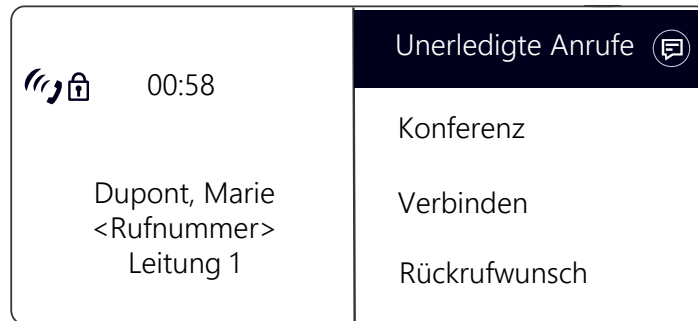 00:58
Dupont, Marie
<Rufnummer>
Leitung 1
Unerledigte Anrufe
Konferenz
Verbinden
Rückrufwunsch